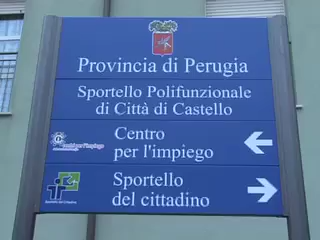 Provincia di Perugia
Sportello Polifunzionale
di Città di Castello
Centro
per l'impiego
Sportello
del cittadino